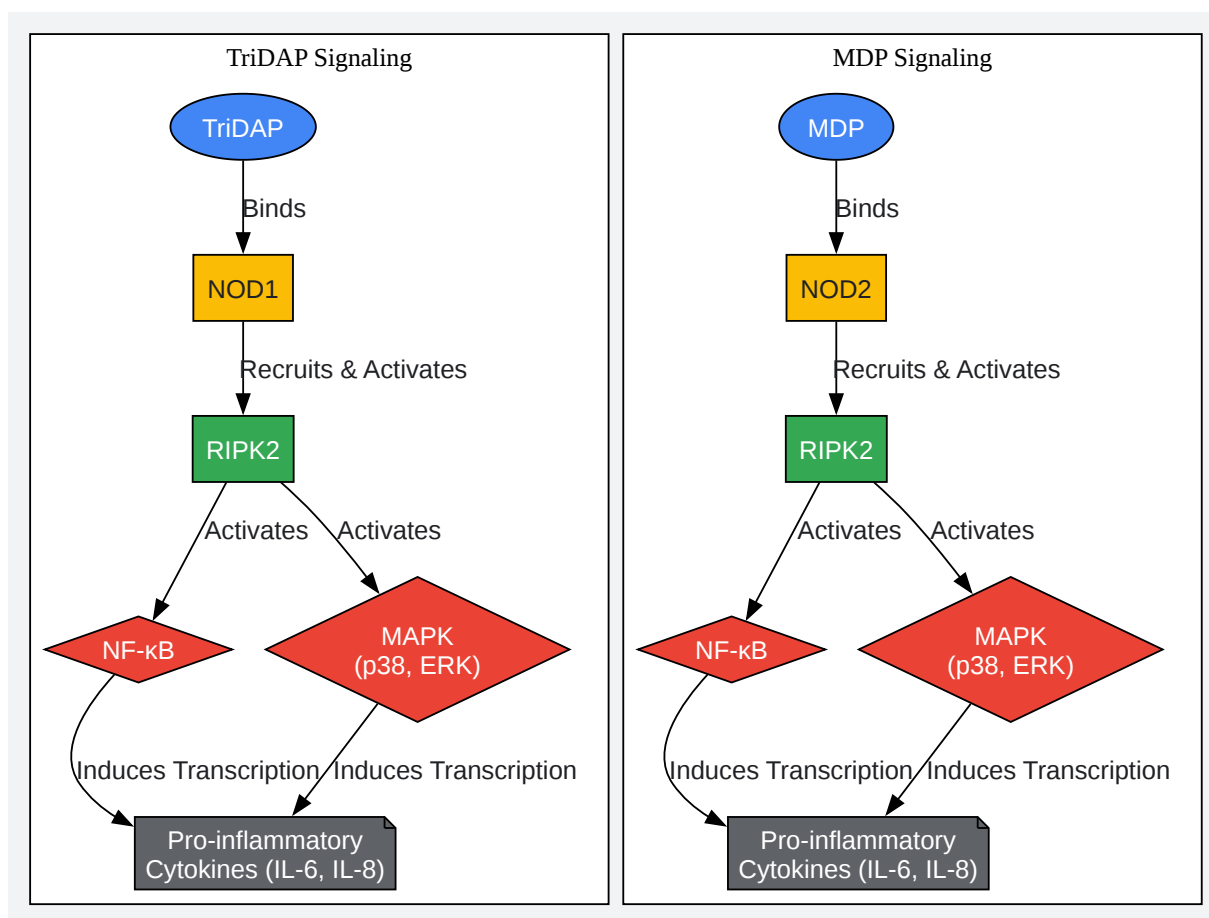 TriDAP Signaling
TriDAP
Binds
NOD1
Recruits & Activates
RIPK2
Activates
Activates
NF-κB
MAPK
(p38, ERK)
Induces Transcription
Induces Transcription
Pro-inflammatory
Cytokines (IL-6, IL-8)
MDP Signaling
MDP
Binds
NOD2
Recruits & Activates
RIPK2
Activates
Activates
NF-κB
MAPK
(p38, ERK)
Induces Transcription
Induces Transcription
Pro-inflammatory
Cytokines (IL-6, IL-8)